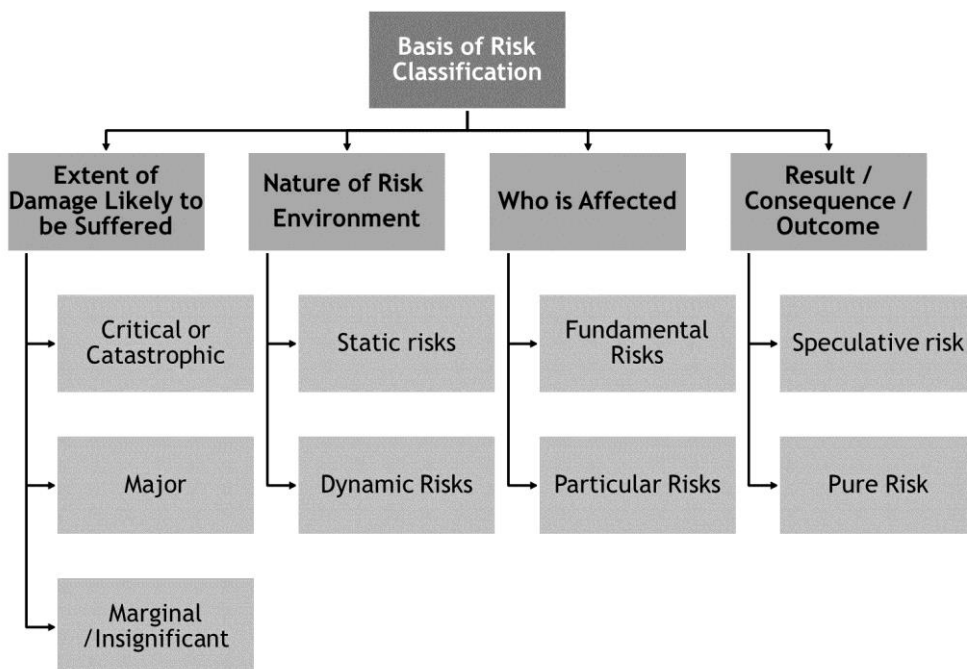 Basis of Risk
Classification
Extent of
Damage Likely to
be Suffered
Critical or
Catastrophic
Major
Marginal
/Insignificant
Nature of Risk
Environment
Static risks
Dynamic Risks
Who is Affected
Fundamental
Risks
Particular Risks
Result /
Consequence /
Outcome
Speculative risk
Pure Risk